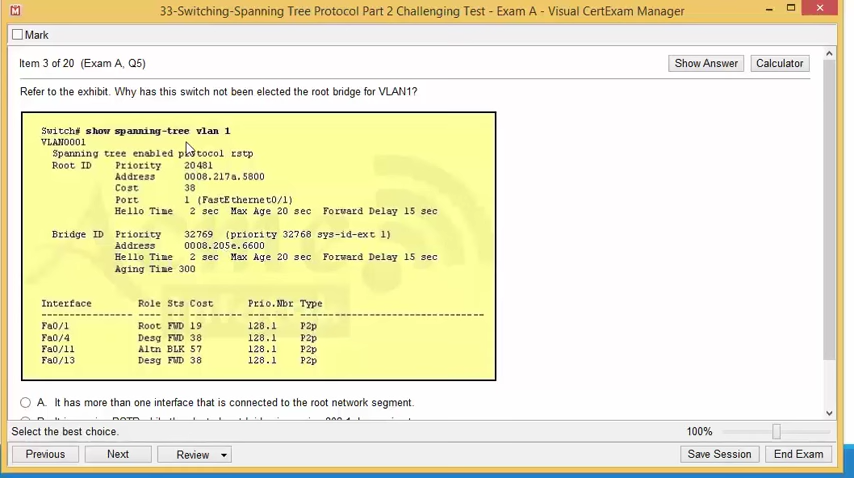 33-Switching-Spanning Tree Protocol Part 2 Challenging Test - Exam A - Visual CertExam Manager
Mark
Item 3 of 20 (Exam A, Q5)
Show Answer
Calculator
Refer to the exhibit. Why has this switch not been elected the root bridge for VLAN1?
Switch# show spanning-tree vlan 1
VLAN0001
Spanning tree enabled protocol rstp
Root ID Priority 20481
Address 0008.217a.5800
Cost 38
Port 1 (FastEthernet0/1)
Hello Time 2 sec Max Age 20 sec Forward Delay 15 sec
Bridge ID Priority 32769 (priority 32768 sys-id-ext 1)
Address 0008.205e.6600
Hello Time 2 sec Max Age 20 sec Forward Delay 15 sec
Aging Time 300
Interface Role Sts Cost Prio.Nbr Type
Fa0/1 Root FWD 19 128.1 P2p
Fa0/4 Desg FWD 38 128.1 P2p
Fa0/11 Altn BLK 57 128.1 P2p
Fa0/13 Desg FWD 38 128.1 P2p
A. It has more than one interface that is connected to the root network segment.
Select the best choice.
100%
Previous
Next
Review
Save Session
End Exam